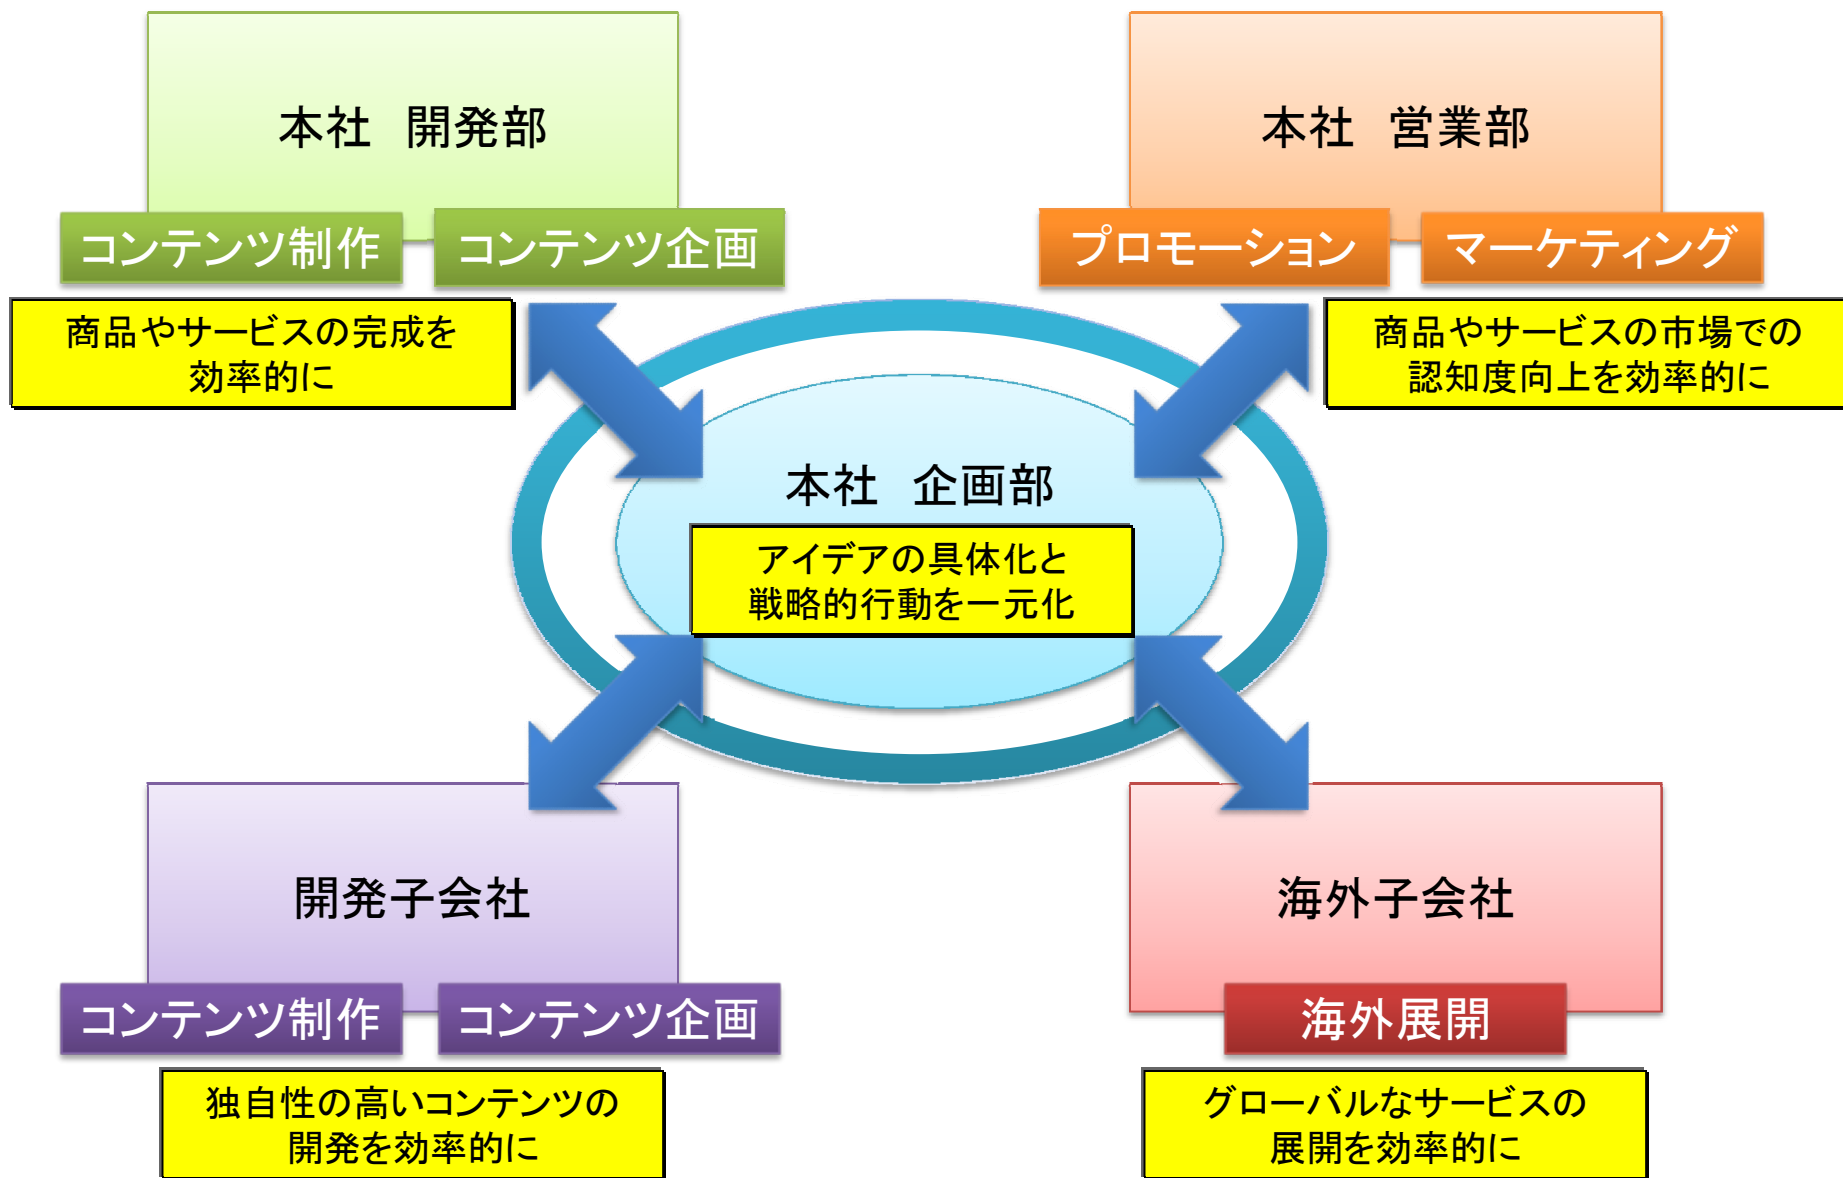 本社　開発部
コンテンツ制作
コンテンツ企画
商品やサービスの完成を
効率的に
本社　営業部
プロモーション
マーケティング
商品やサービスの市場での
認知度向上を効率的に
本社　企画部
アイデアの具体化と
戦略的行動を一元化
開発子会社
コンテンツ制作
コンテンツ企画
独自性の高いコンテンツの
開発を効率的に
海外子会社
海外展開
グローバルなサービスの
展開を効率的に